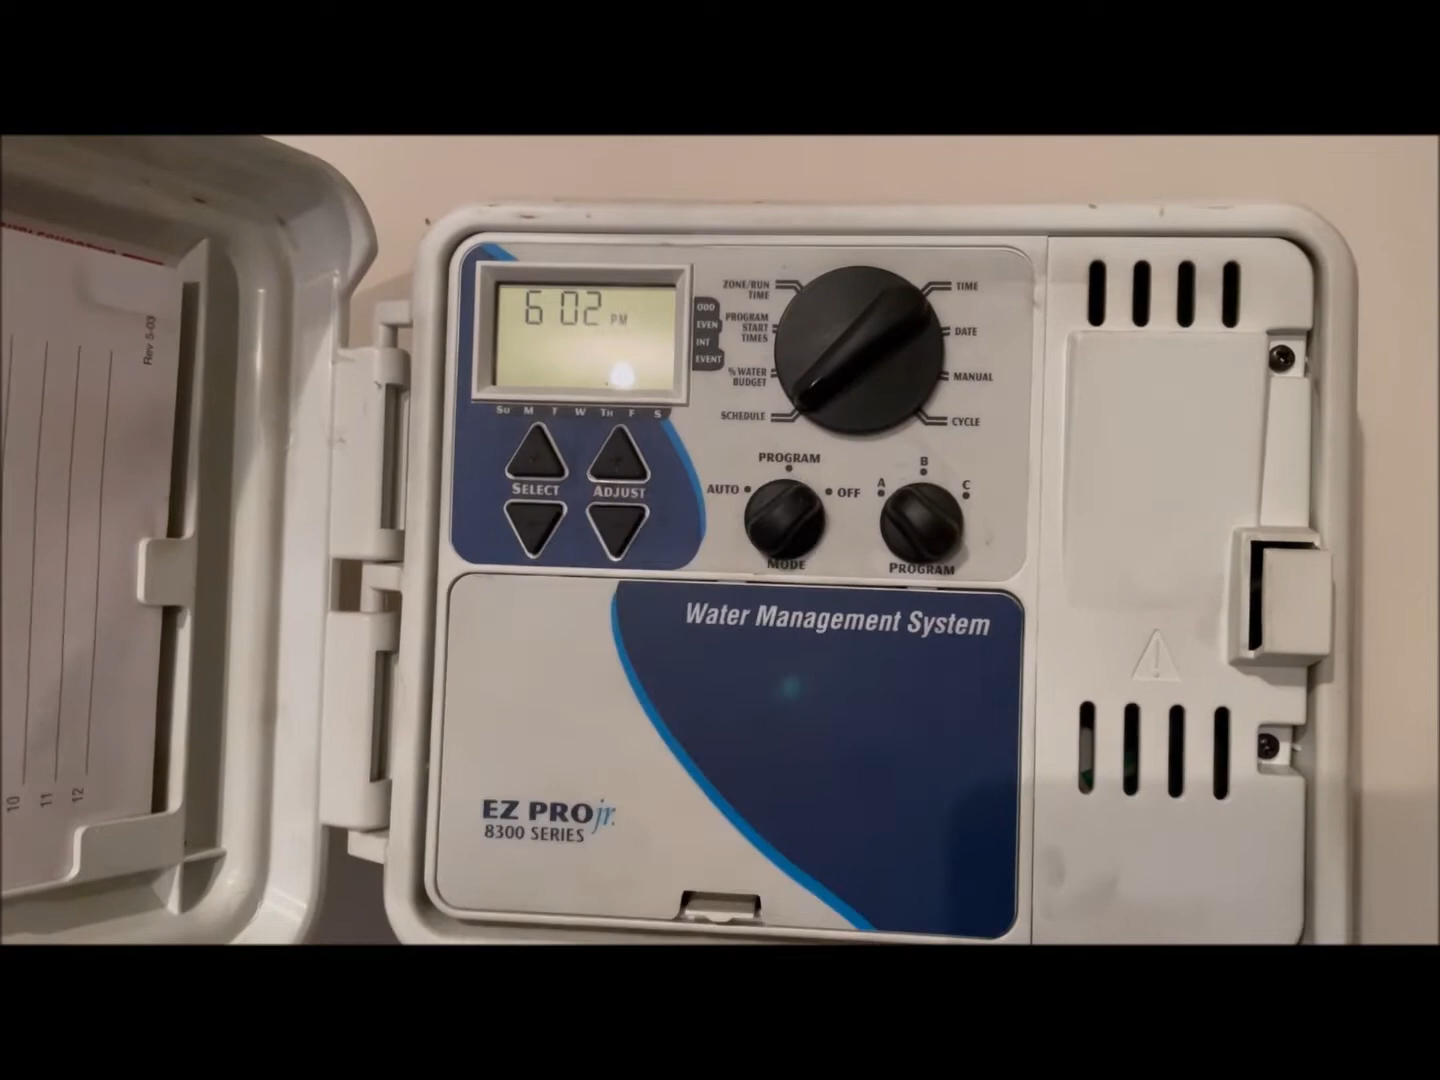 Rev 5-03
10
11
12
6 02 PM
ODD
EVEN
INT
EVENT
SU M T W TH F S
SELECT
ADJUST
ZONE/RUN
TIME
PROGRAM
START
TIMES
% WATER
BUDGET
SCHEDULE
TIME
DATE
MANUAL
CYCLE
PROGRAM
AUTO
OFF
MODE
A
B
C
PROGRAM
Water Management System
EZ PRO jr.
8300 SERIES